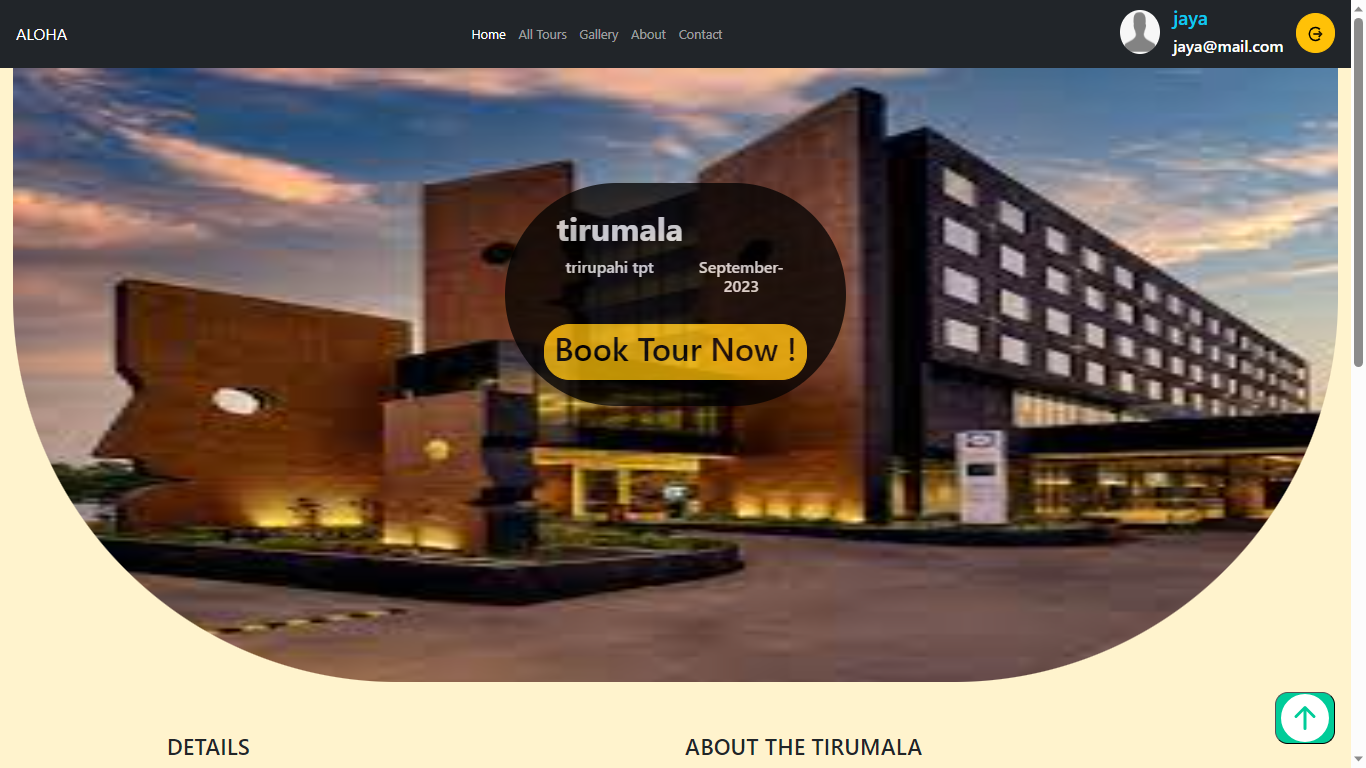 ALOHA
Home All Tours Gallery About Contact
jaya
jaya@mail.com
tirumala
trirupahi tpt
September-
2023
Book Tour Now !
DETAILS
ABOUT THE TIRUMALA